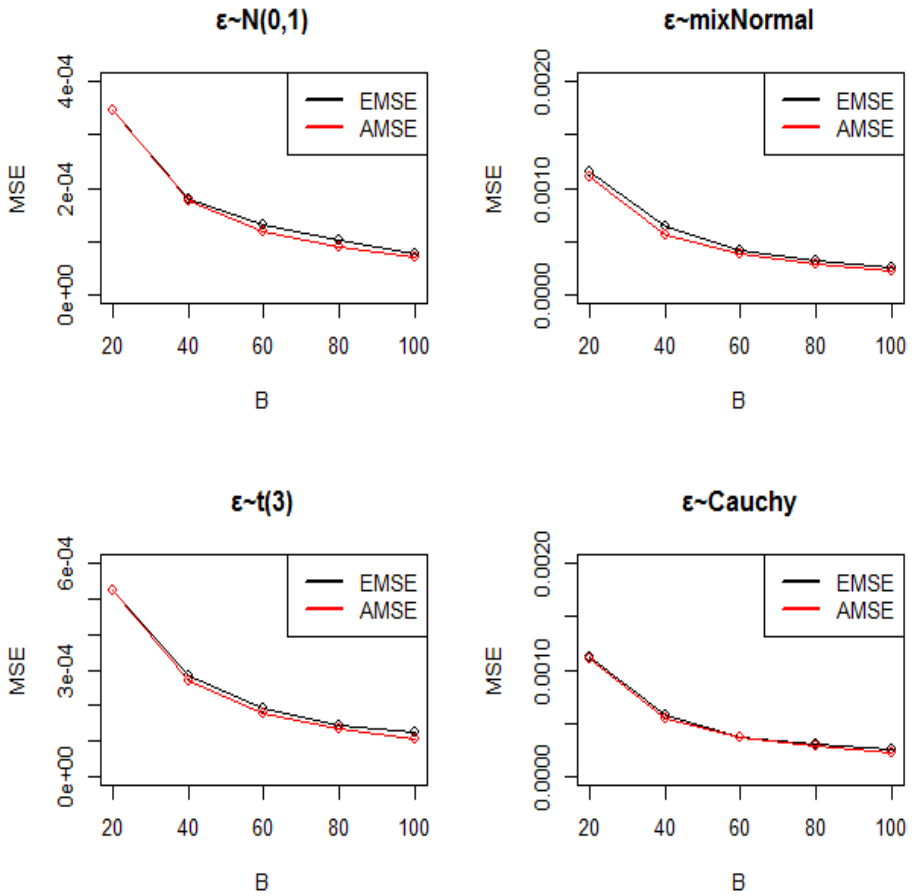 ε~N(0,1)
MSE
4e-04
2e-04
0e+00
EMSE
AMSE
20 40 60 80 100
B
ε~mixNormal
MSE
0.0020
0.0010
0.0000
EMSE
AMSE
20 40 60 80 100
B
ε~t(3)
MSE
6e-04
3e-04
0e+00
EMSE
AMSE
20 40 60 80 100
B
ε~Cauchy
MSE
0.0020
0.0010
0.0000
EMSE
AMSE
20 40 60 80 100
B